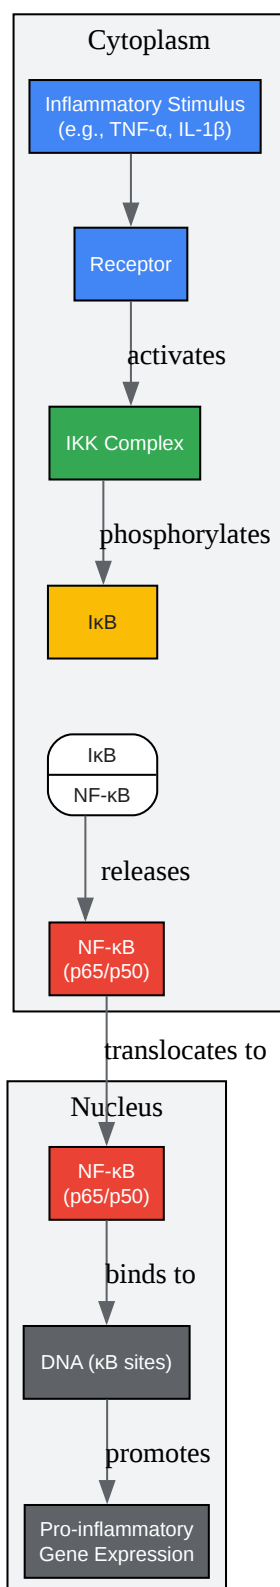 Cytoplasm
Inflammatory Stimulus
(e.g., TNF-α, IL-1β)
Receptor
activates
IKK Complex
phosphorylates
IκB
IκB
NF-κB
releases
NF-κB
(p65/p50)
translocates to
Nucleus
NF-κB
(p65/p50)
binds to
DNA (κB sites)
promotes
Pro-inflammatory
Gene Expression